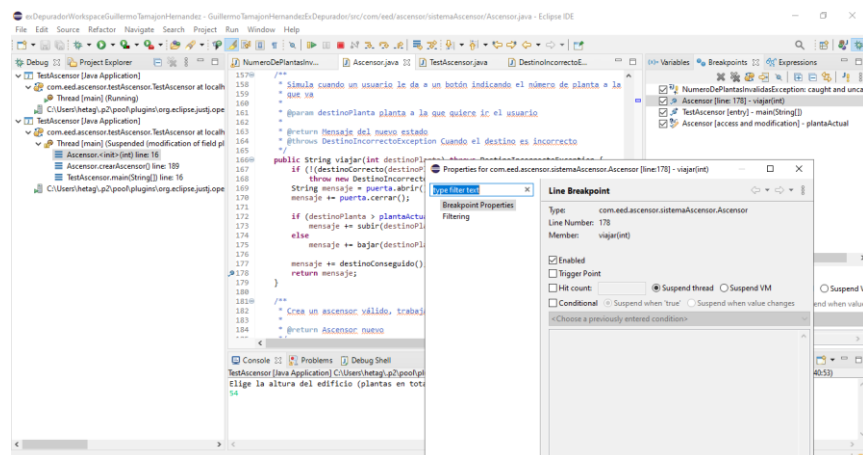 exDepuradorWorkspaceGuillermoTamajonHernandez - GuillermoTamajonHernandezExDepurador/src/com/eed/ascensor/sistemaAscensor/Ascensor.java - Eclipse IDE
File Edit Source Refactor Navigate Search Project Run Window Help
Debug Project Explorer
TestAscensor [Java Application]
com.eed.ascensor.testAscensor.TestAscensor at localh
Thread [main] (Running)
C:\Users\hetag\.p2\pool\plugins\org.eclipse.justj.ope
TestAscensor [Java Application]
com.eed.ascensor.testAscensor.TestAscensor at localh
Thread [main] (Suspended (modification of field pl
Ascensor.<init>(int) line: 16
Ascensor.crearAscensor() line: 189
TestAscensor.main(String[]) line: 16
C:\Users\hetag\.p2\pool\plugins\org.eclipse.justj.ope
NumeroDePlantasInv... Ascensor.java TestAscensor.java DestinoIncorrectoE...
157 /**
158 * Simula cuando un usuario le da a un botón indicando el número de planta a la
159 * que va
160 *
161 * @param destinoPlanta planta a la que quiere ir el usuario
162 *
163 * @return Mensaje del nuevo estado
164 * @throws DestinoIncorrectoException Cuando el destino es incorrecto
165 */
166 public String viajar(int destinoPlanta) throws DestinoIncorrectoException {
167 if (!(destinoCorrecto(destinoP
168 throw new DestinoIncorrect
169 String mensaje = puerta.abrir(
170 mensaje += puerta.cerrar();
171
172 if (destinoPlanta > plantaActua
173 mensaje += subir(destinoPl
174 else
175 mensaje += bajar(destinoPl
176
177 mensaje += destinoConseguido()
178 return mensaje;
179 }
180
181 /**
182 * Crea un ascensor válido, trabaj
183 *
184 * @return Ascensor nuevo
Console Problems Debug Shell
TestAscensor [Java Application] C:\Users\hetag\.p2\pool\pl
Elige la altura del edificio (plantas en tota
54
Variables Breakpoints Expressions
NumeroDePlantasInvalidasException: caught and unca
Ascensor [line: 178] - viajar(int)
TestAscensor [entry] - main(String[])
Ascensor [access and modification] - plantaActual
Properties for com.eed.ascensor.sistemaAscensor.Ascensor [line:178] - viajar(int)
type filter text
Breakpoint Properties
Filtering
Line Breakpoint
Type: com.eed.ascensor.sistemaAscensor.Ascensor
Line Number: 178
Member: viajar(int)
Enabled
Trigger Point
Hit count: Suspend thread Suspend VM
Conditional Suspend when 'true' Suspend when value changes
<Choose a previously entered condition>
Suspend V
end when value
40:53)